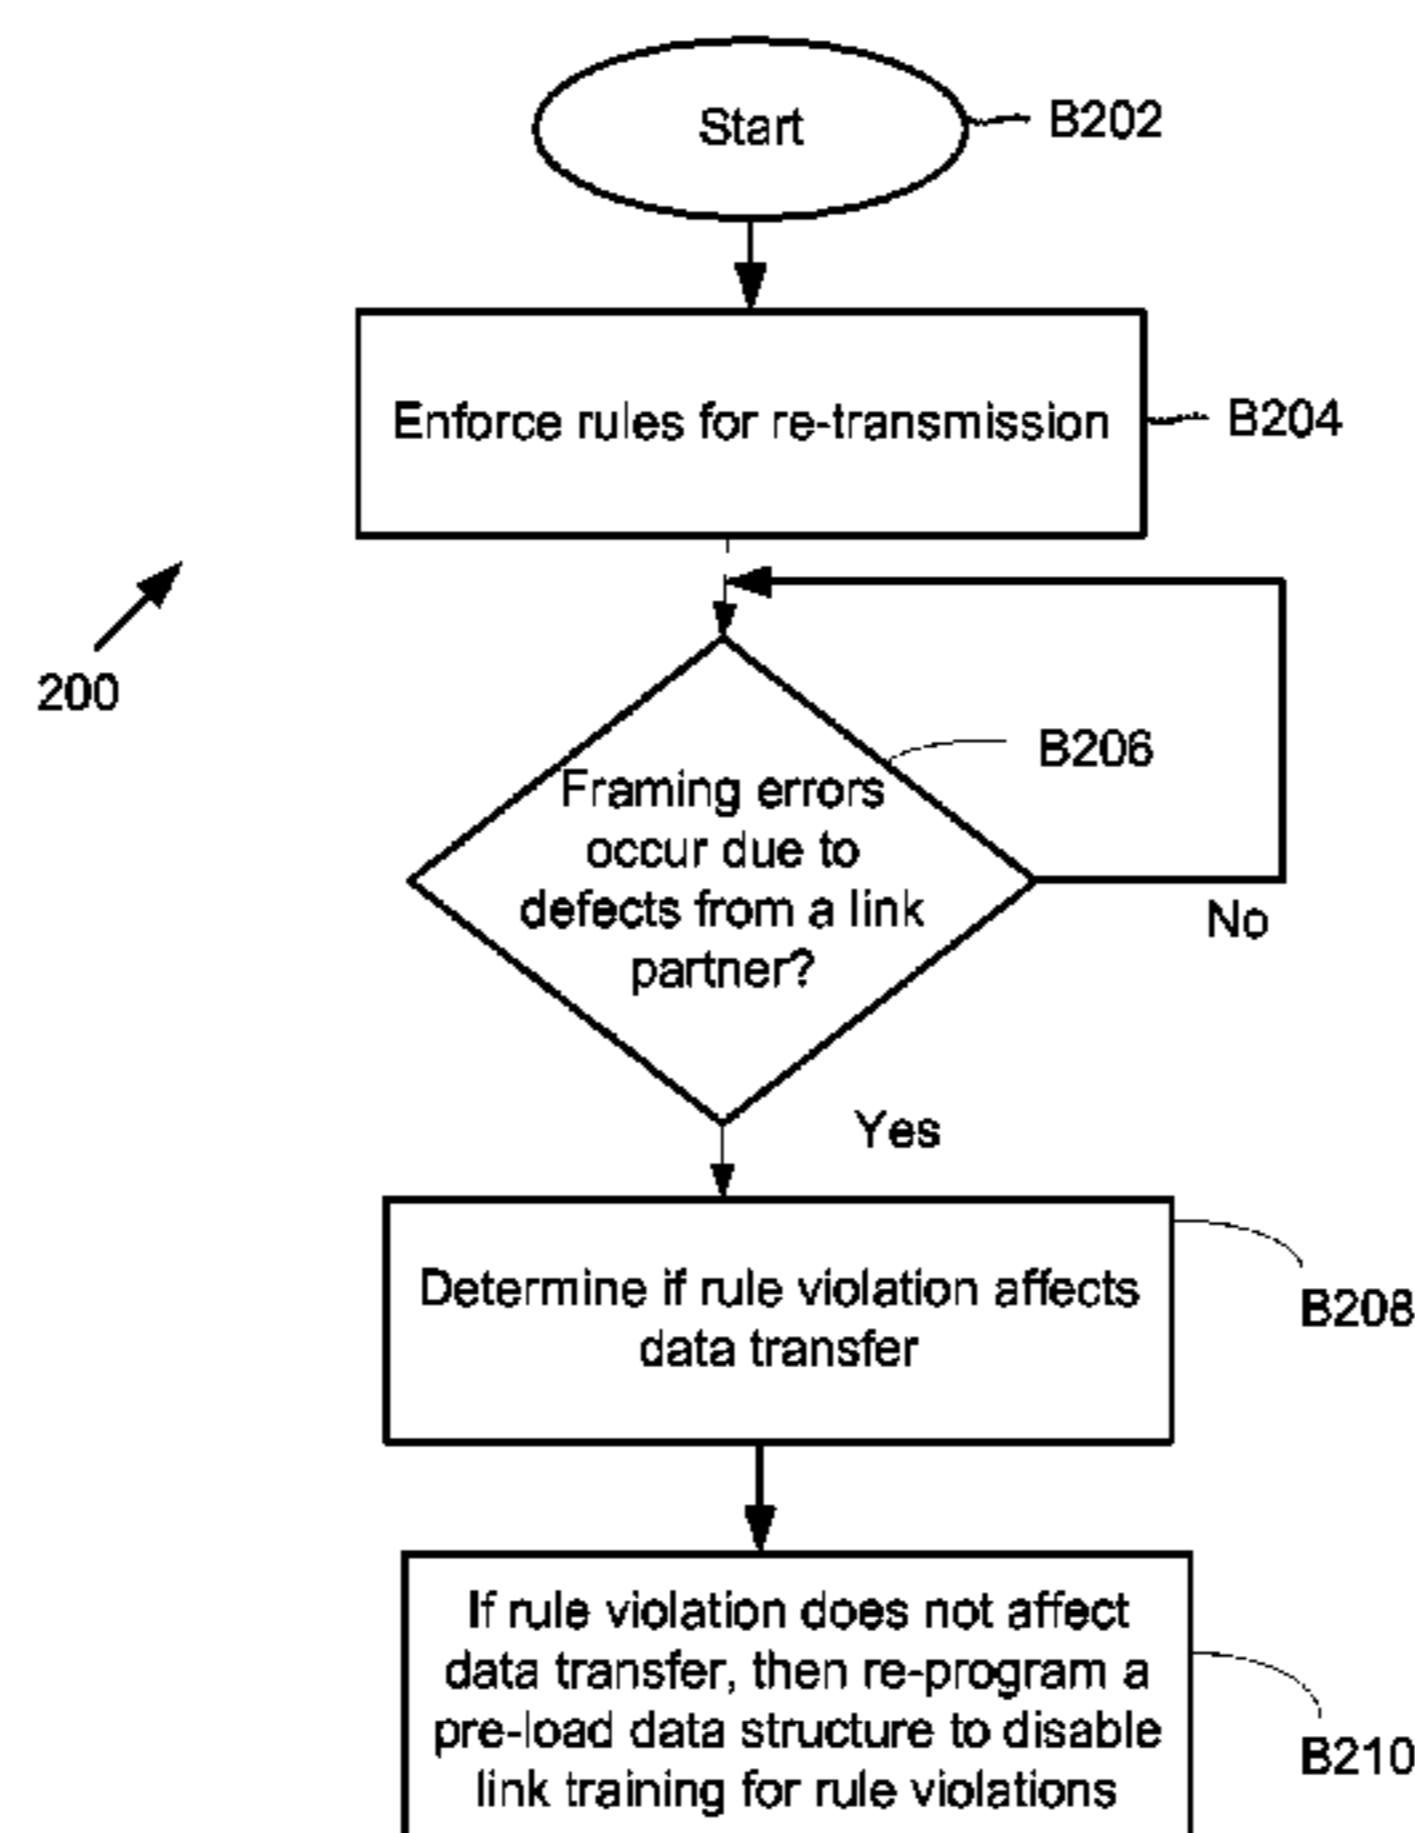 Start
B202
Enforce rules for re-transmission
B204
200
B206
Framing errors
occur due to
defects from a link
partner?
No
Yes
Determine if rule violation affects
data transfer
B208
If rule violation does not affect
data transfer, then re-program a
pre-load data structure to disable
link training for rule violations
B210